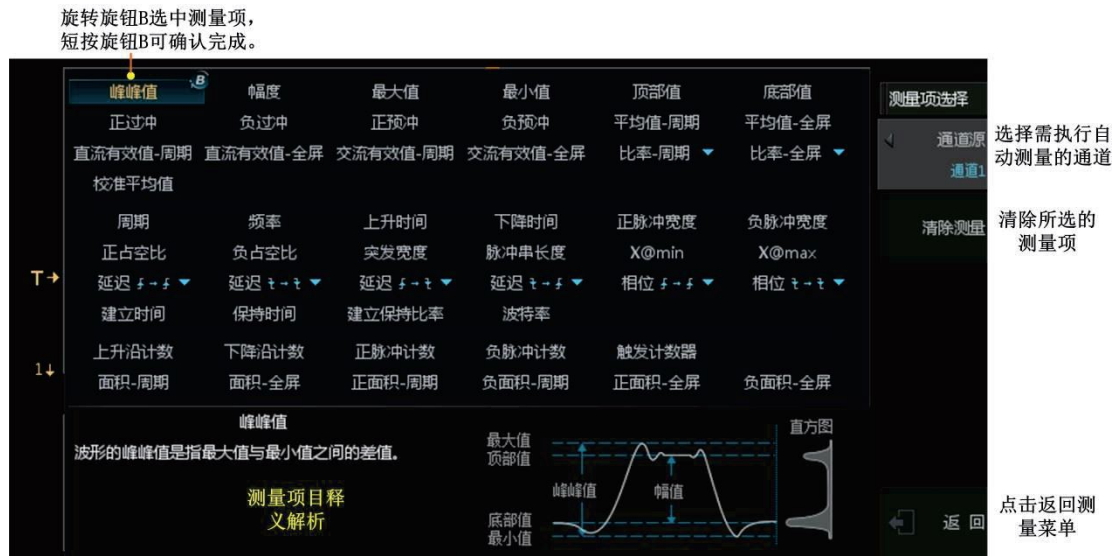 旋转旋钮B选中测量项，
短按旋钮B可确认完成。
峰峰值 B 幅度 最大值 最小值 顶部值 底部值
正过冲 负过冲 正预冲 负预冲 平均值-周期 平均值-全屏
直流有效值-周期 直流有效值-全屏 交流有效值-周期 交流有效值-全屏 比率-周期 比率-全屏
校准平均值
周期 频率 上升时间 下降时间 正脉冲宽度 负脉冲宽度
正占空比 负占空比 突发宽度 脉冲串长度 X@min X@max
延迟 延迟 延迟 延迟 相位 相位
建立时间 保持时间 建立保持比率 波特率
上升沿计数 下降沿计数 正脉冲计数 负脉冲计数 触发计数器
面积-周期 面积-全屏 正面积-周期 负面积-周期 正面积-全屏 负面积-全屏
T
1
峰峰值
波形的峰峰值是指最大值与最小值之间的差值。
测量项目释
义解析
最大值
顶部值
峰峰值
幅值
底部值
最小值
直方图
测量项选择
通道源
通道1
清除测量
返回
选择需执行自
动测量的通道
清除所选的
测量项
点击返回测
量菜单